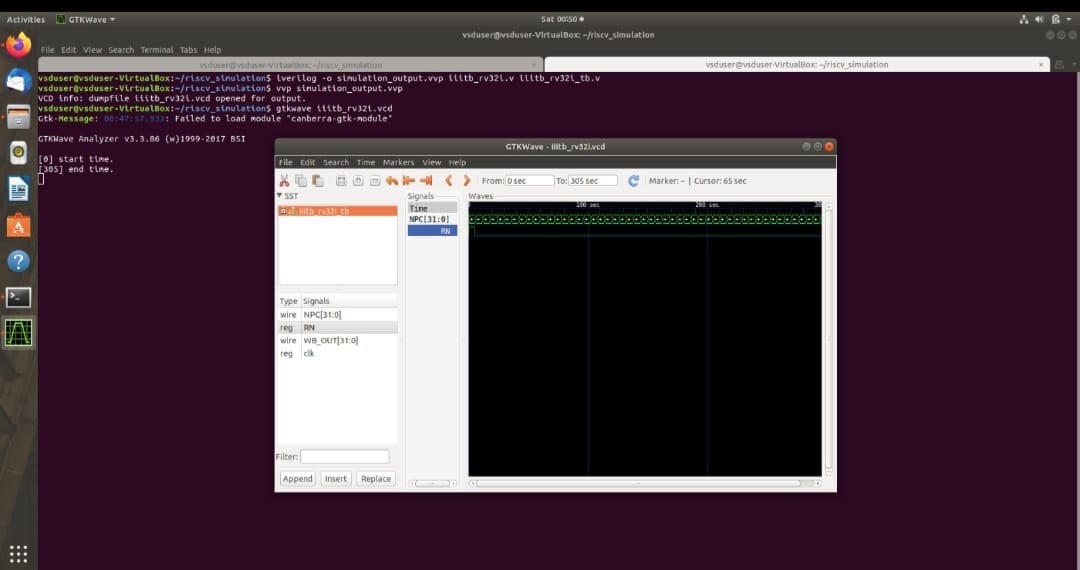 Activities GTKWave Sat 00:50
vsduser@vsduser-VirtualBox: ~/riscv_simulation
File Edit View Search Terminal Tabs Help
vsduser@vsduser-VirtualBox: ~/riscv_simulation × vsduser@vsduser-VirtualBox: ~/riscv_simulation ×
vsduser@vsduser-VirtualBox:~/riscv_simulation$ iverilog -o simulation_output.vvp iiitb_rv32i.v iiitb_rv32i_tb.v
vsduser@vsduser-VirtualBox:~/riscv_simulation$ vvp simulation_output.vvp
VCD info: dumpfile iiitb_rv32i.vcd opened for output.
vsduser@vsduser-VirtualBox:~/riscv_simulation$ gtkwave iiitb_rv32i.vcd
Gtk-Message: 00:47:57.933: Failed to load module "canberra-gtk-module"
GTKWave Analyzer v3.3.86 (w)1999-2017 BSI
[0] start time.
[305] end time.
GTKWave - iiitb_rv32i.vcd
File Edit Search Time Markers View Help
From: 0 sec To: 305 sec Marker: -- | Cursor: 65 sec
SST
iiitb_rv32i_tb
Type Signals
wire NPC[31:0]
reg RN
wire WB_OUT[31:0]
reg clk
Filter:
Append Insert Replace
Signals
Time
NPC[31:0]
RN
Waves
0 100 sec 200 sec 30